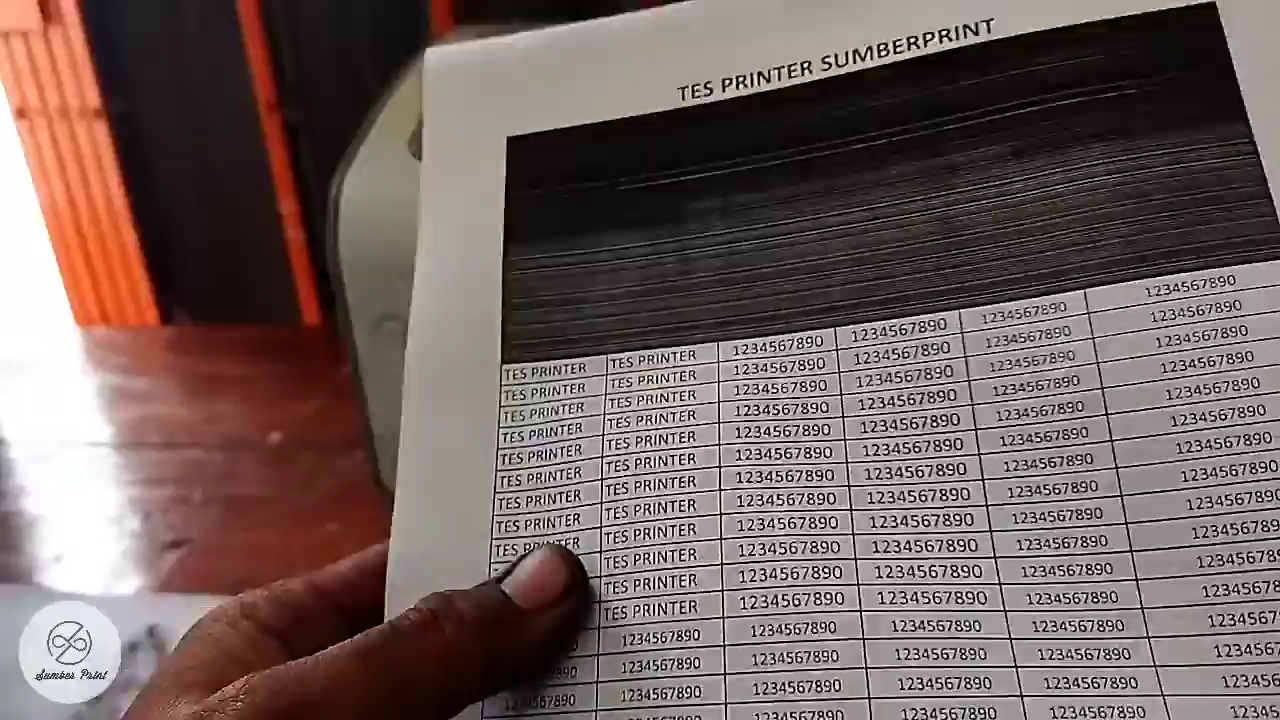 TES PRINTER SUMBERPRINT
TES PRINTER TES PRINTER 1234567890 1234567890 1234567890 1234567890
TES PRINTER TES PRINTER 1234567890 1234567890 1234567890 1234567890
TES PRINTER TES PRINTER 1234567890 1234567890 1234567890 1234567890
TES PRINTER TES PRINTER 1234567890 1234567890 1234567890 1234567890
TES PRINTER TES PRINTER 1234567890 1234567890 1234567890 1234567890
TES PRINTER TES PRINTER 1234567890 1234567890 1234567890 1234567890
TES PRINTER TES PRINTER 1234567890 1234567890 1234567890 1234567890
TES PRINTER TES PRINTER 1234567890 1234567890 1234567890 1234567890
TES PRINTER TES PRINTER 1234567890 1234567890 1234567890 1234567890
TES PRINTER 1234567890 1234567890 1234567890 1234567890
TES PRINTER 1234567890 1234567890 1234567890 123456789
TES PRINTER 1234567890 1234567890 1234567890 12345678
1234567890 1234567890 1234567890 1234567890 1234567
1234567890 1234567890 1234567890 1234567890 123456
1234567890 1234567890 1234567890 1234567890 12345
Sumber Print